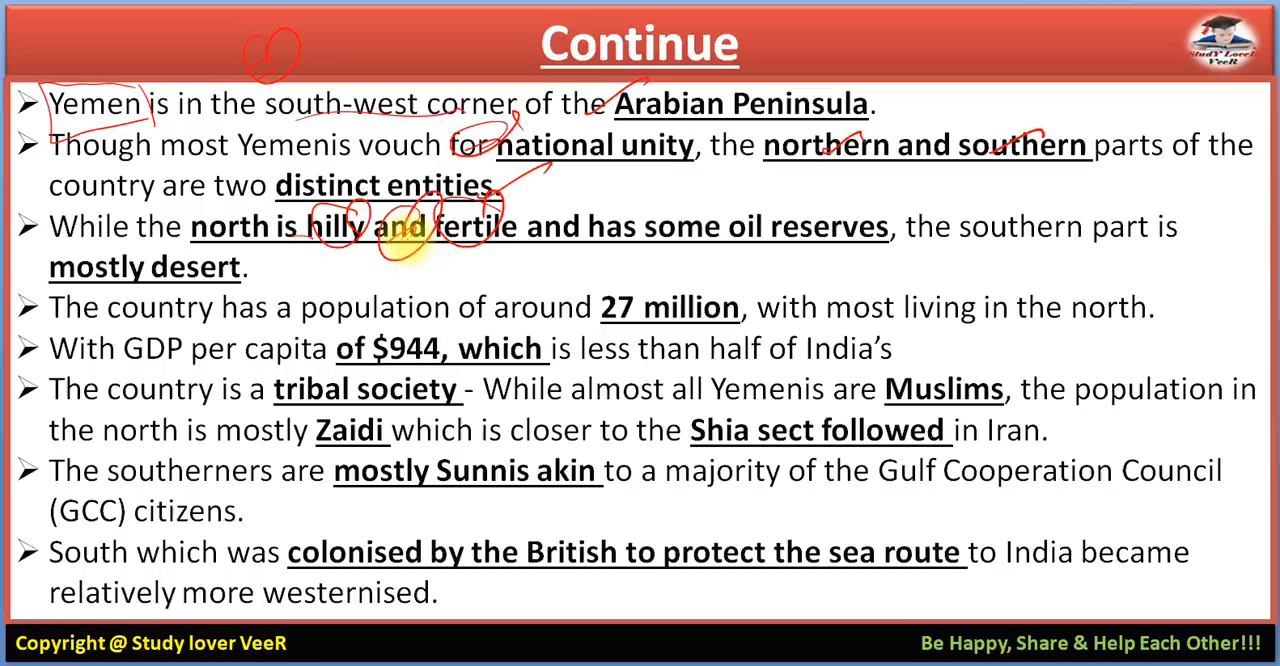 Continue
StudY LoveR
VeeR
➤ Yemen is in the south-west corner of the Arabian Peninsula.
➤ Though most Yemenis vouch for national unity, the northern and southern parts of the
country are two distinct entities.
➤ While the north is hilly and fertile and has some oil reserves, the southern part is
mostly desert.
➤ The country has a population of around 27 million, with most living in the north.
➤ With GDP per capita of $944, which is less than half of India’s
➤ The country is a tribal society - While almost all Yemenis are Muslims, the population in
the north is mostly Zaidi which is closer to the Shia sect followed in Iran.
➤ The southerners are mostly Sunnis akin to a majority of the Gulf Cooperation Council
(GCC) citizens.
➤ South which was colonised by the British to protect the sea route to India became
relatively more westernised.
Copyright @ Study lover VeeR
Be Happy, Share & Help Each Other!!!